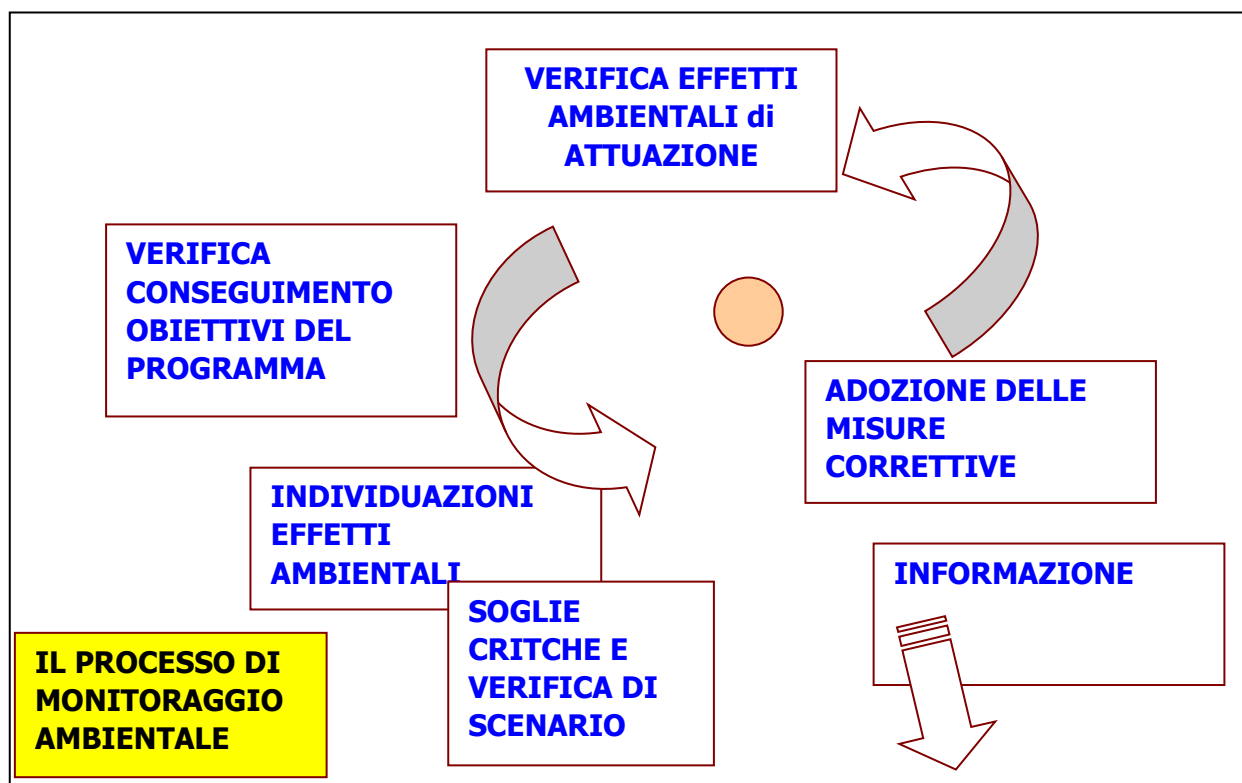 VERIFICA EFFETTI
AMBIENTALI di
ATTUAZIONE
VERIFICA
CONSEGUIMENTO
OBIETTIVI DEL
PROGRAMMA
ADOZIONE DELLE
MISURE
CORRETTIVE
INDIVIDUAZIONI
EFFETTI
AMBIENTALI
INFORMAZIONE
SOGLIE
CRITCHE E
VERIFICA DI
SCENARIO
IL PROCESSO DI
MONITORAGGIO
AMBIENTALE